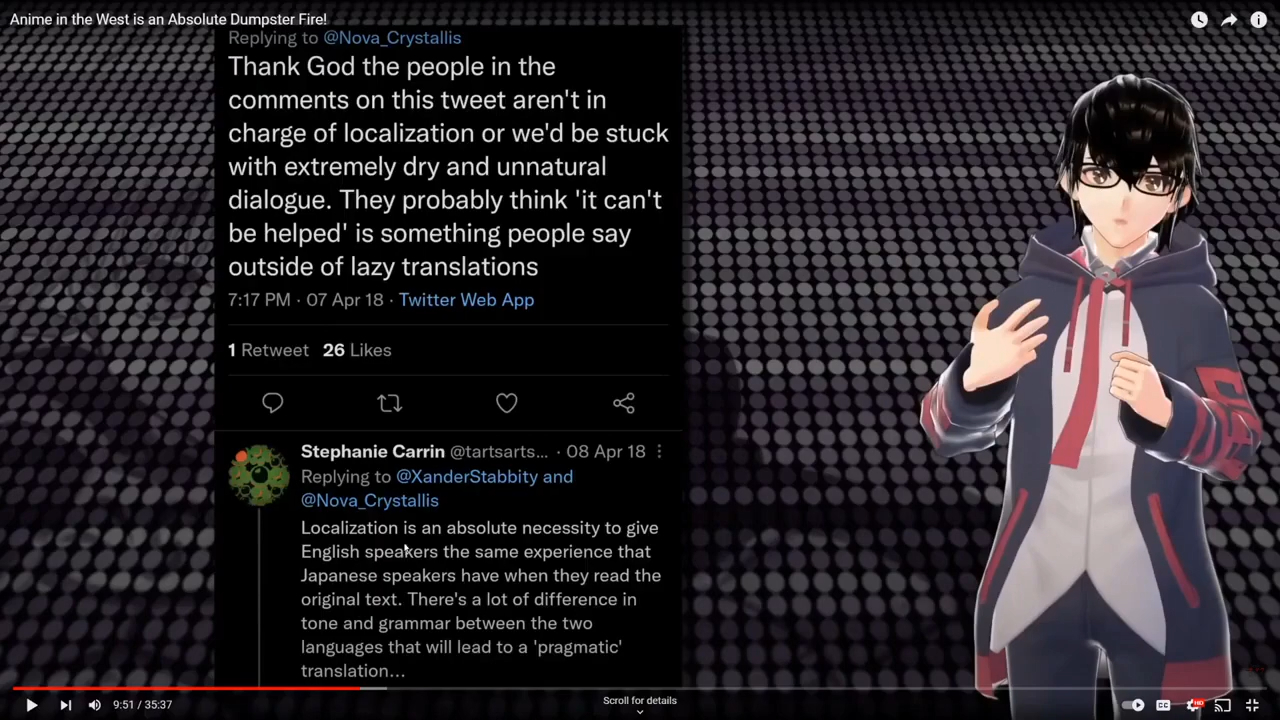 Anime in the West is an Absolute Dumpster Fire!
Replying to @Nova_Crystallis
Thank God the people in the
comments on this tweet aren't in
charge of localization or we'd be stuck
with extremely dry and unnatural
dialogue. They probably think 'it can't
be helped' is something people say
outside of lazy translations
7:17 PM · 07 Apr 18 · Twitter Web App
1 Retweet 26 Likes
Stephanie Carrin @tartsarts... · 08 Apr 18
Replying to @XanderStabbity and
@Nova_Crystallis
Localization is an absolute necessity to give
English speakers the same experience that
Japanese speakers have when they read the
original text. There's a lot of difference in
tone and grammar between the two
languages that will lead to a 'pragmatic'
translation...
9:51 / 35:37
Scroll for details
CC
HD